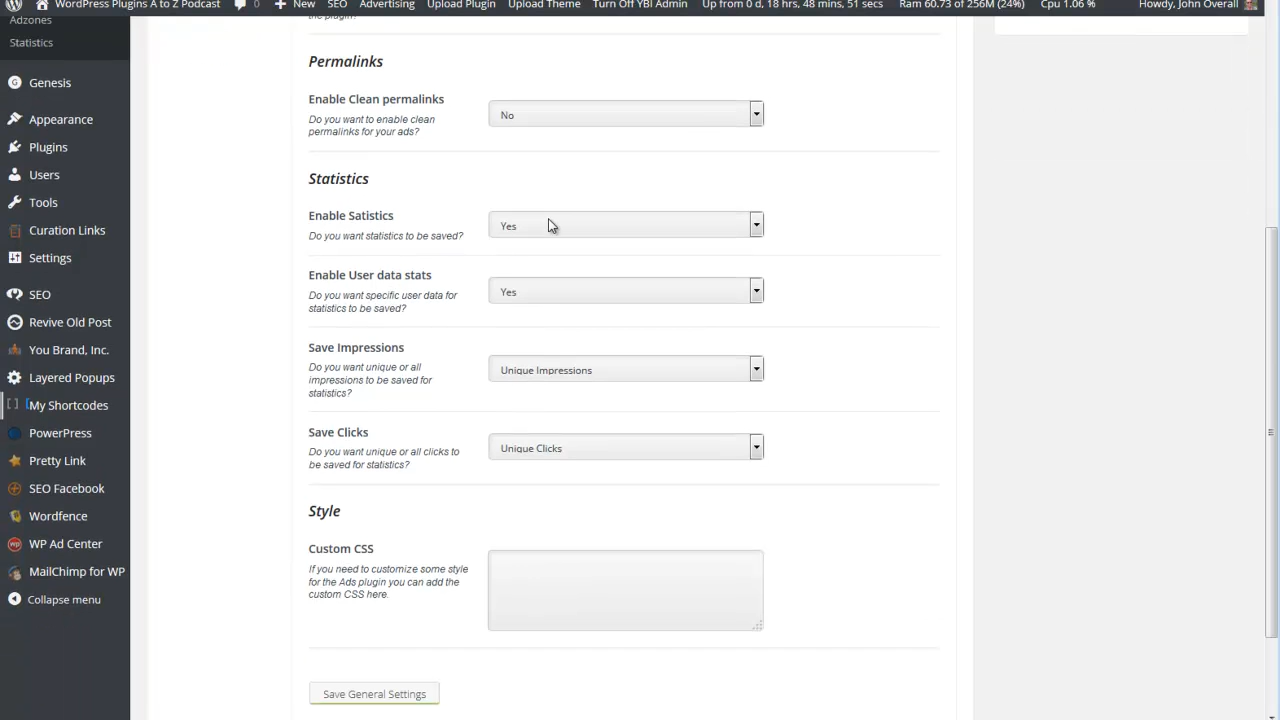 WordPress Plugins A to Z Podcast 0 New SEO Advertising Upload Plugin Upload Theme Turn Off YBI Admin Up from 0 d, 18 hrs, 48 mins, 51 secs Ram 60.73 of 256M (24%) Cpu 1.06 % Howdy, John Overall
Adzones
Statistics
Genesis
Appearance
Plugins
Users
Tools
Curation Links
Settings
SEO
Revive Old Post
You Brand, Inc.
Layered Popups
My Shortcodes
PowerPress
Pretty Link
SEO Facebook
Wordfence
WP Ad Center
MailChimp for WP
Collapse menu
the plugin?
Permalinks
Enable Clean permalinks
No
Do you want to enable clean
permalinks for your ads?
Statistics
Enable Satistics
Yes
Do you want statistics to be saved?
Enable User data stats
Yes
Do you want specific user data for
statistics to be saved?
Save Impressions
Unique Impressions
Do you want unique or all
impressions to be saved for
statistics?
Save Clicks
Unique Clicks
Do you want unique or all clicks to
be saved for statistics?
Style
Custom CSS
If you need to customize some style
for the Ads plugin you can add the
custom CSS here.
Save General Settings